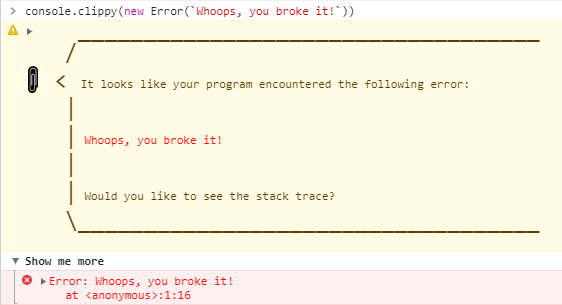 > console.clippy(new Error(`Whoops, you broke it!`))
It looks like your program encountered the following error:
Whoops, you broke it!
Would you like to see the stack trace?
Show me more
Error: Whoops, you broke it!
at <anonymous>:1:16